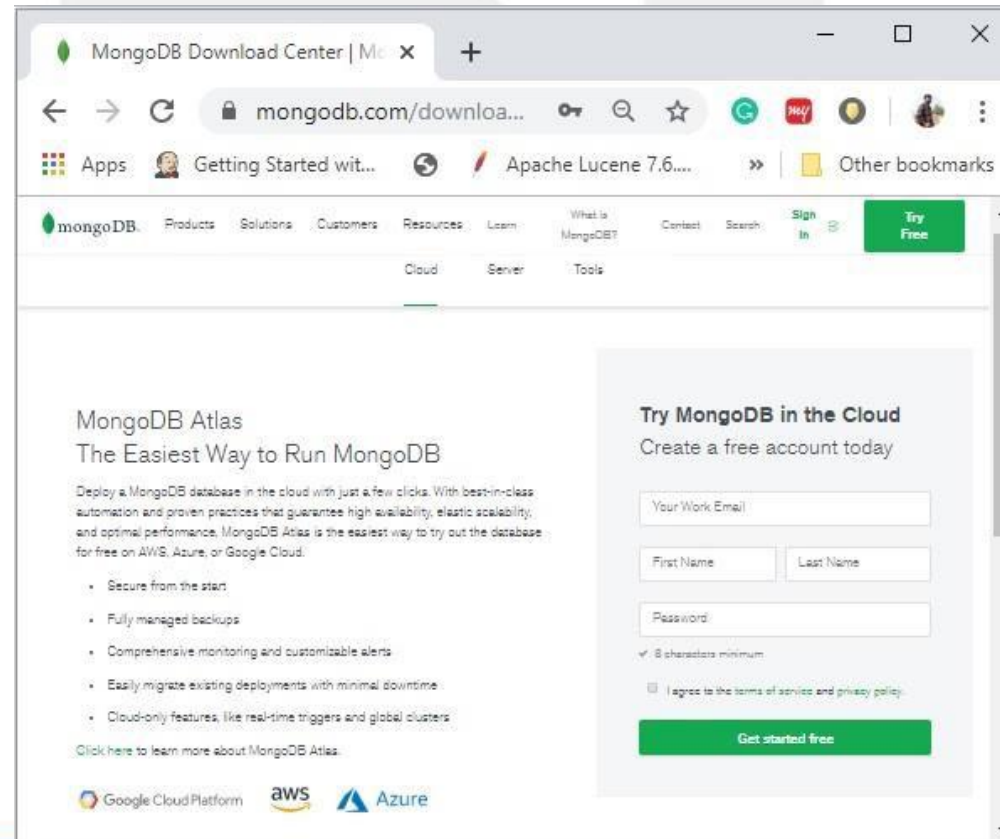 MongoDB Download Center | Mo
mongodb.com/downloa...
Apps Getting Started wit... Apache Lucene 7.6.... » Other bookmarks
mongoDB. Products Solutions Customers Resources Learn What is MongoDB? Contact Search Sign In Try Free
Cloud Server Tools
MongoDB Atlas
The Easiest Way to Run MongoDB
Deploy a MongoDB database in the cloud with just a few clicks. With best-in-class
automation and proven practices that guarantee high availability, elastic scalability,
and optimal performance, MongoDB Atlas is the easiest way to try out the database
for free on AWS, Azure, or Google Cloud.
• Secure from the start
• Fully managed backups
• Comprehensive monitoring and customizable alerts
• Easily migrate existing deployments with minimal downtime
• Cloud-only features, like real-time triggers and global clusters
Click here to learn more about MongoDB Atlas.
Google Cloud Platform aws Azure
Try MongoDB in the Cloud
Create a free account today
Your Work Email
First Name Last Name
Password
8 characters minimum
I agree to the terms of service and privacy policy.
Get started free